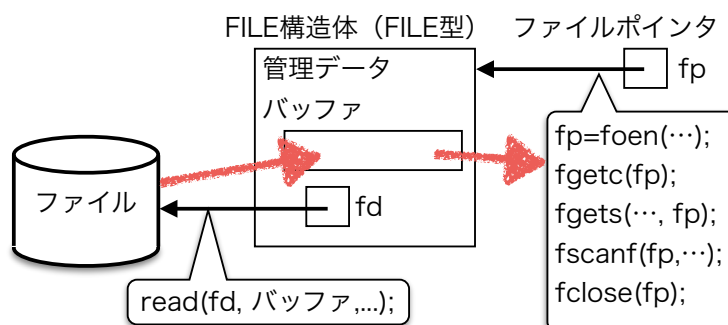 FILE構造体（FILE型）
ファイルポインタ
管理データ
fp
バッファ
fp=foen(…);
fgetc(fp);
fgets(…, fp);
fscanf(fp,…);
fclose(fp);
ファイル
fd
read(fd, バッファ,...);